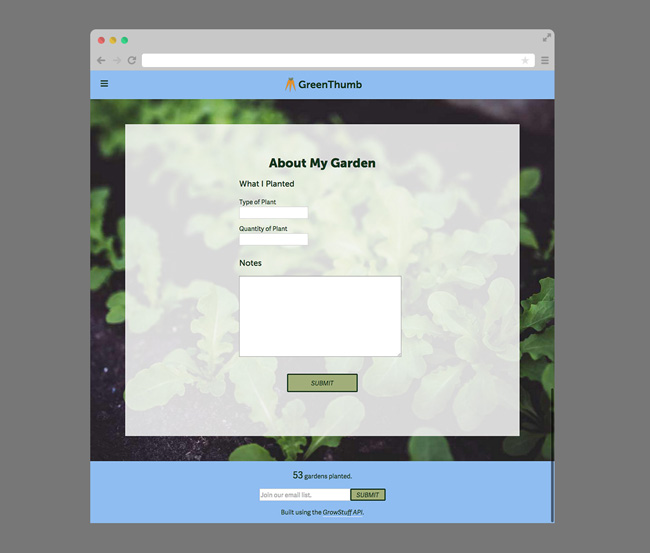 GreenThumb
About My Garden
What I Planted
Type of Plant
Quantity of Plant
Notes
SUBMIT
53 gardens planted.
Join our email list. SUBMIT
Built using the GrowStuff API.